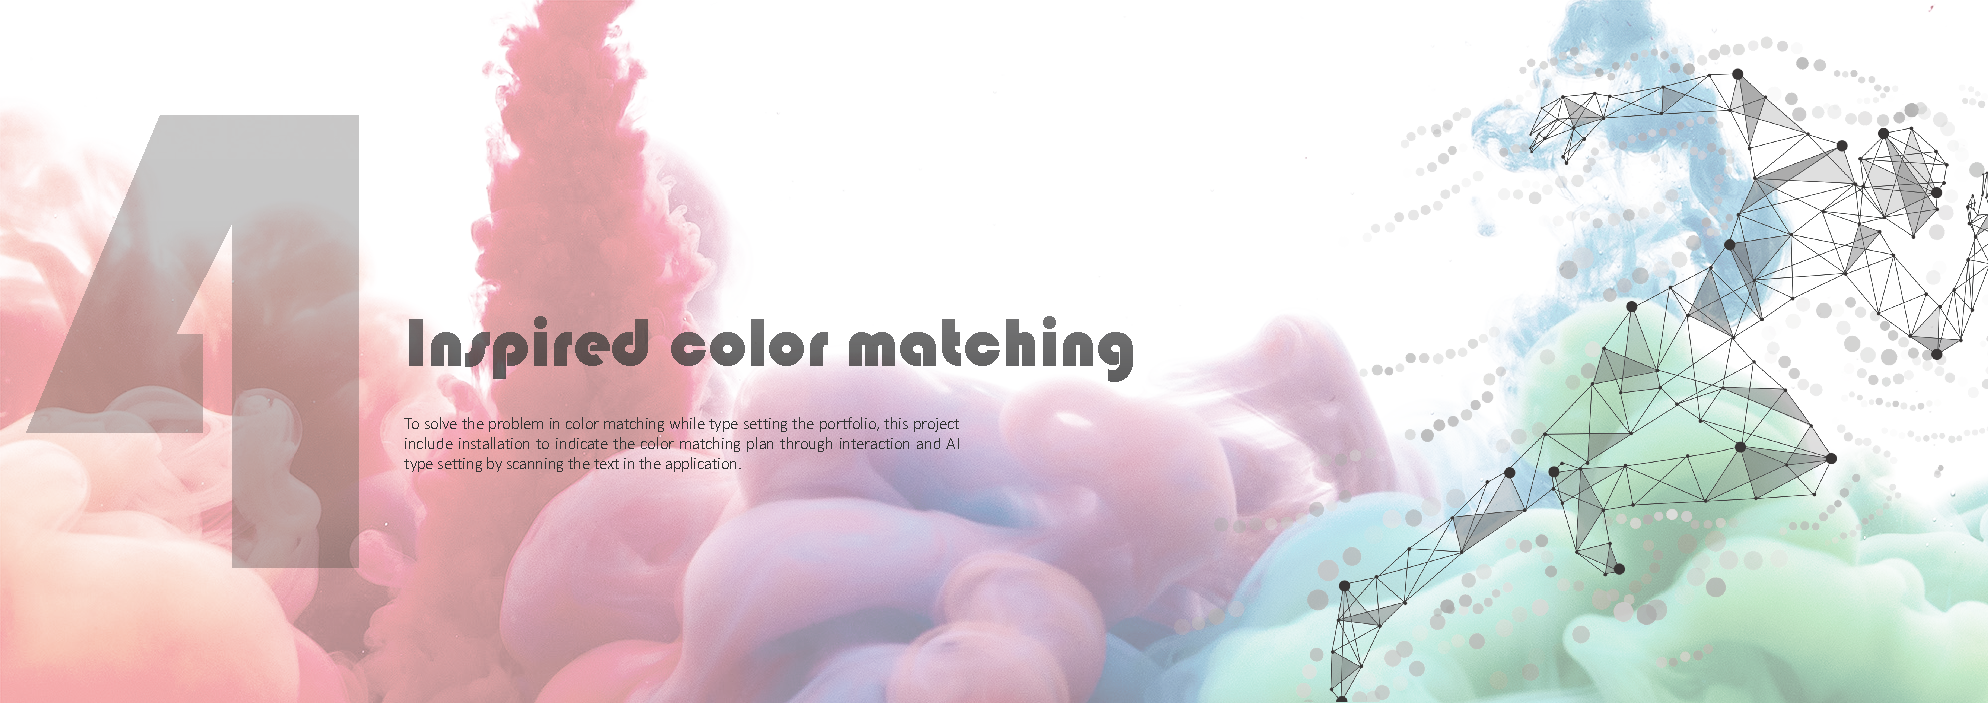 4
Inspired color matching
To solve the problem in color matching while type setting the portfolio, this project
include installation to indicate the color matching plan through interaction and AI
type setting by scanning the text in the application.